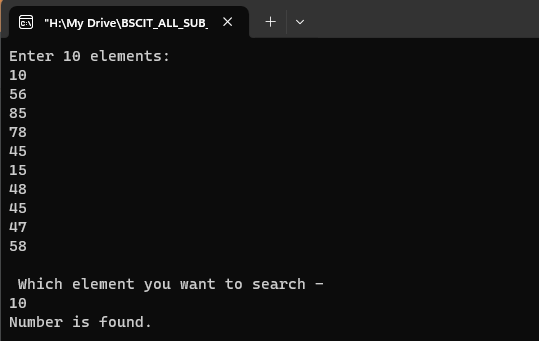 "H:\My Drive\BSCIT_ALL_SUB_
Enter 10 elements:
10
56
85
78
45
15
48
45
47
58
Which element you want to search -
10
Number is found.